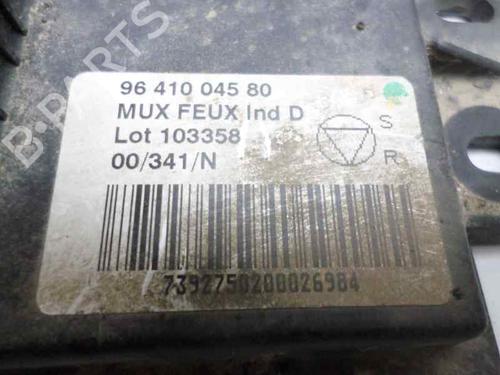 96 410 045 80
MUX FEUX Ind D
Lot 103358
S
R
00/341/N
7392750200026984
B-PARTS